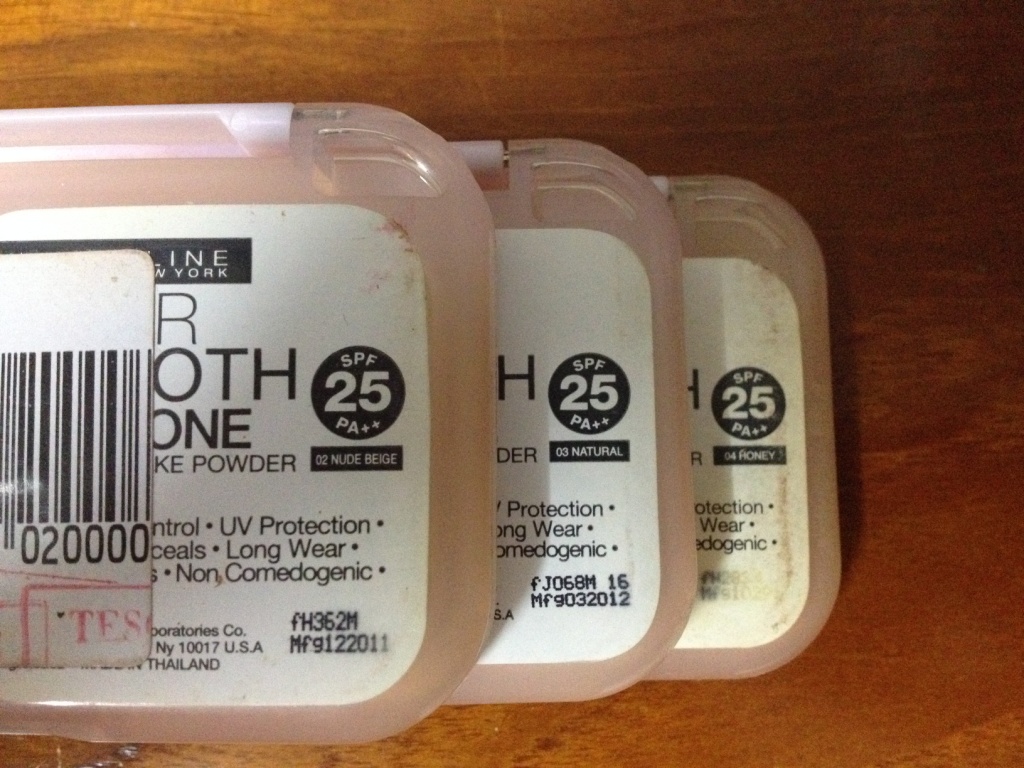 LINE
W YORK
R
OTH
ONE
KE POWDER
SPF
25
PA++
02 NUDE BEIGE
ntrol • UV Protection •
ceals • Long Wear •
s • Non Comedogenic •
020000
TES
boratories Co.
Ny 10017 U.S.A
THAILAND
fH362M
Mfg122011
H
DER
SPF
25
PA++
03 NATURAL
Protection •
ong Wear •
omedogenic •
fJ068M 16
Mfg032012
S.A
R
SPF
25
PA++
04 HONEY
otection •
Wear •
edogenic •